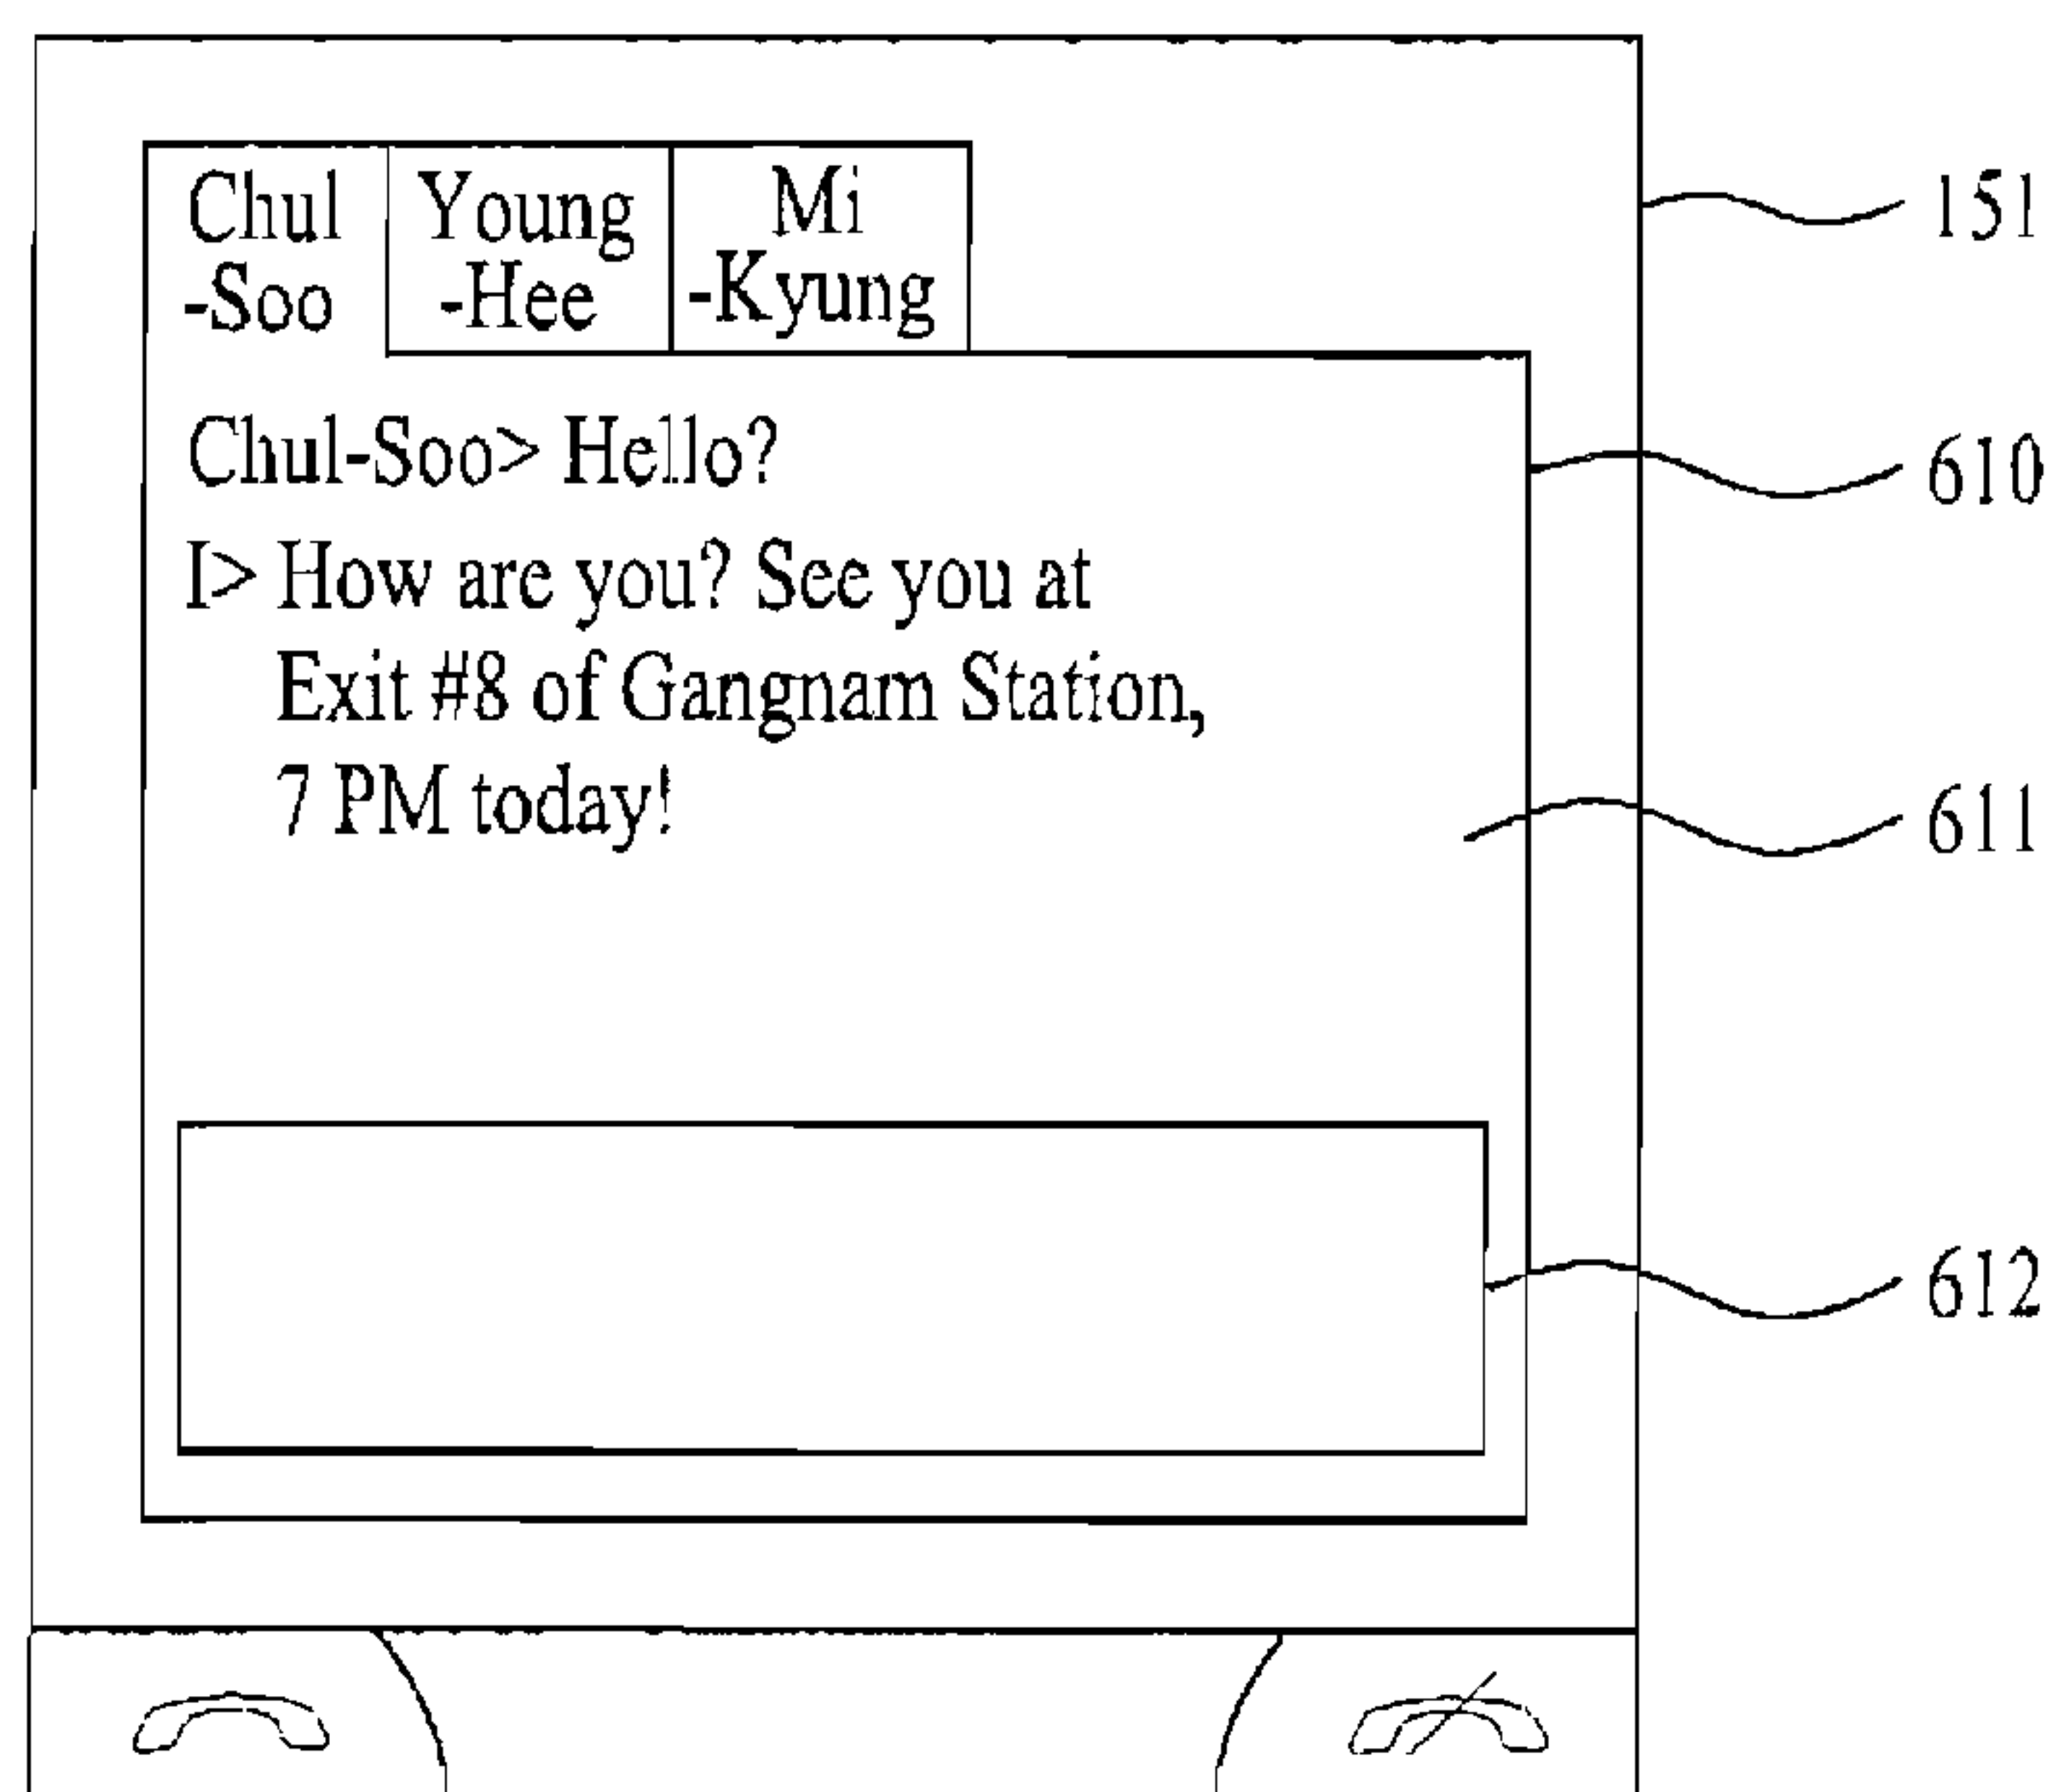 Chul
-Soo
Young
-Hee
Mi
-Kyung
151
Chul-Soo> Hello?
610
I> How are you? See you at
Exit #8 of Gangnam Station,
7 PM today!
611
612